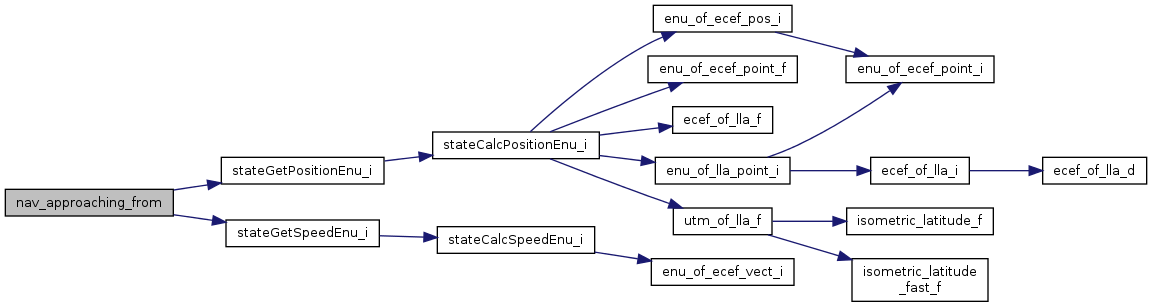 enu_of_ecef_pos_i
enu_of_ecef_point_f
enu_of_ecef_point_i
ecef_of_lla_f
stateCalcPositionEnu_i
stateGetPositionEnu_i
enu_of_lla_point_i
ecef_of_lla_i
ecef_of_lla_d
nav_approaching_from
utm_of_lla_f
isometric_latitude_f
stateGetSpeedEnu_i
stateCalcSpeedEnu_i
enu_of_ecef_vect_i
isometric_latitude
_fast_f